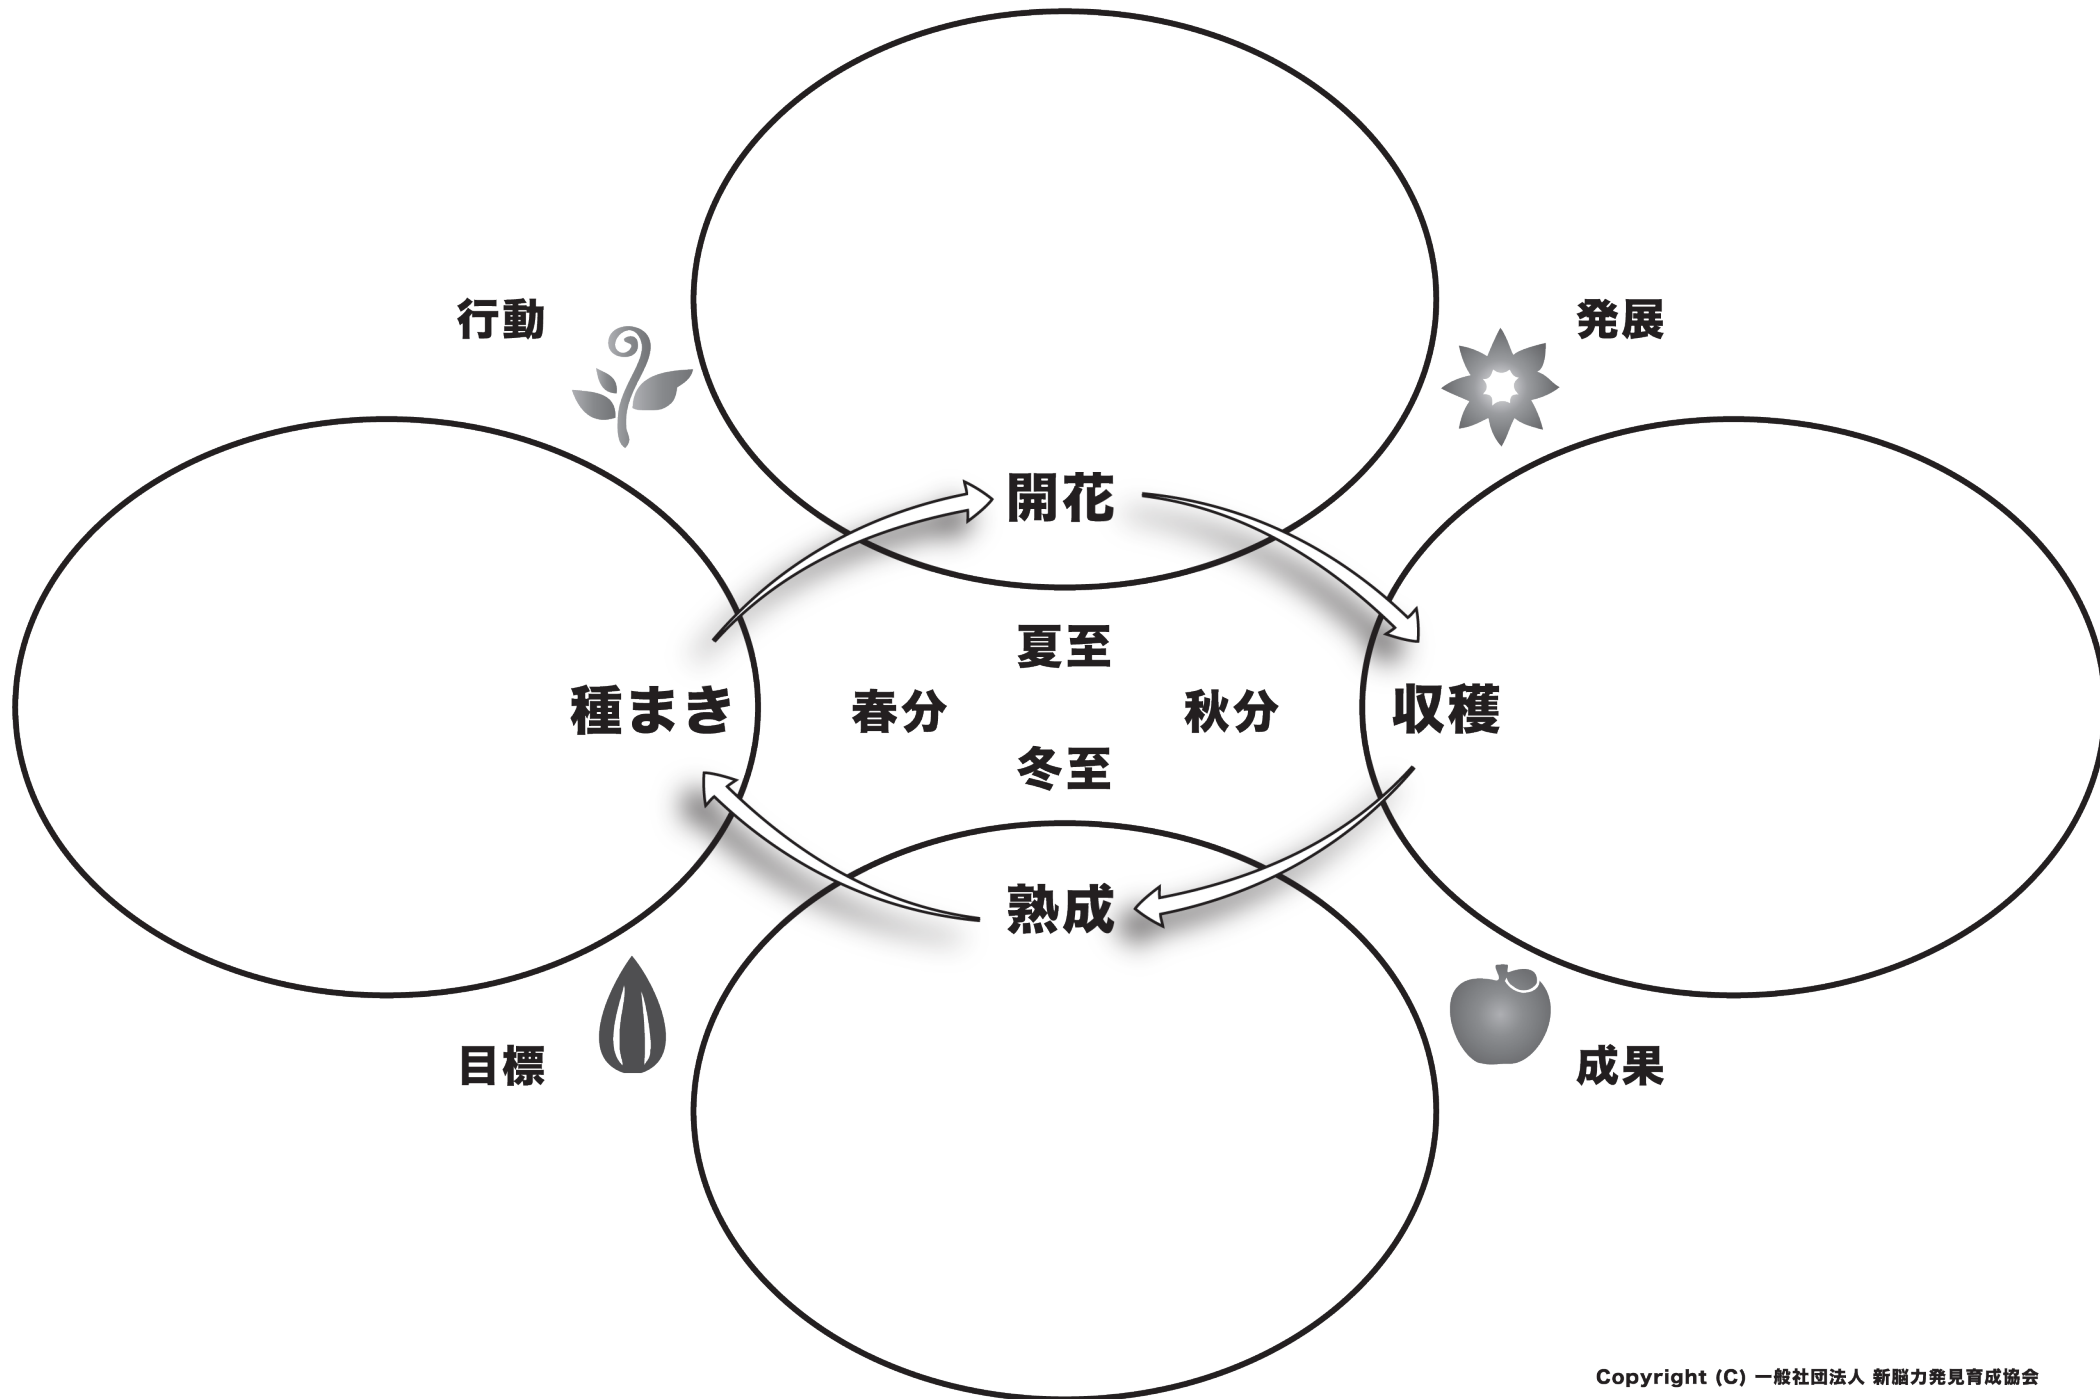 行動
発展
開花
夏至
種まき
春分
秋分
収穫
冬至
熟成
目標
成果
Copyright (C) 一般社団法人 新脳力発見育成協会